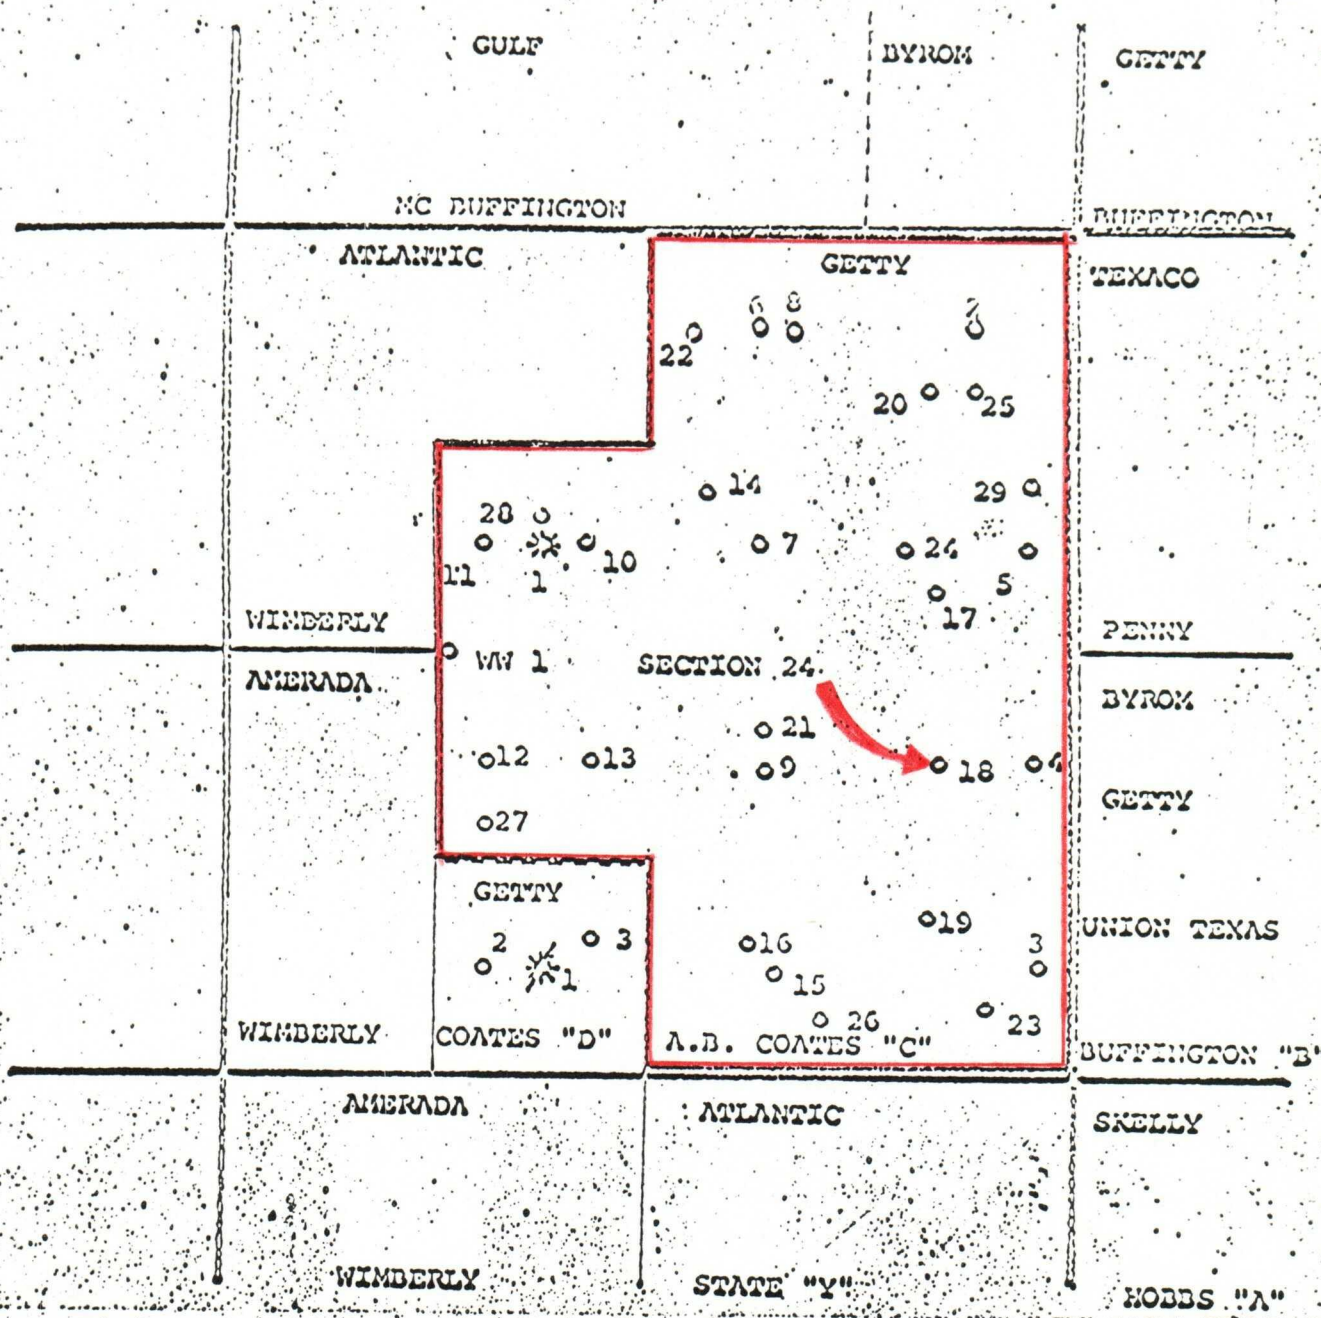 GULF
BYROM
GETTY
MC BUFFINGTON
BUFFINGTON
ATLANTIC
GETTY
TEXACO
6
8
2
22
20
25
14
29
28
7
24
11
1
10
5
17
WIMBERLY
PENNY
WW 1
SECTION 24
AMERADA
BYROM
21
12
13
9
18
4
GETTY
27
GETTY
19
UNION TEXAS
2
3
16
3
1
15
26
23
WIMBERLY
COATES "D"
A.B. COATES "C"
BUFFINGTON "B"
AMERADA
ATLANTIC
SKELLY
WIMBERLY
STATE "Y"
HOBBS "A"